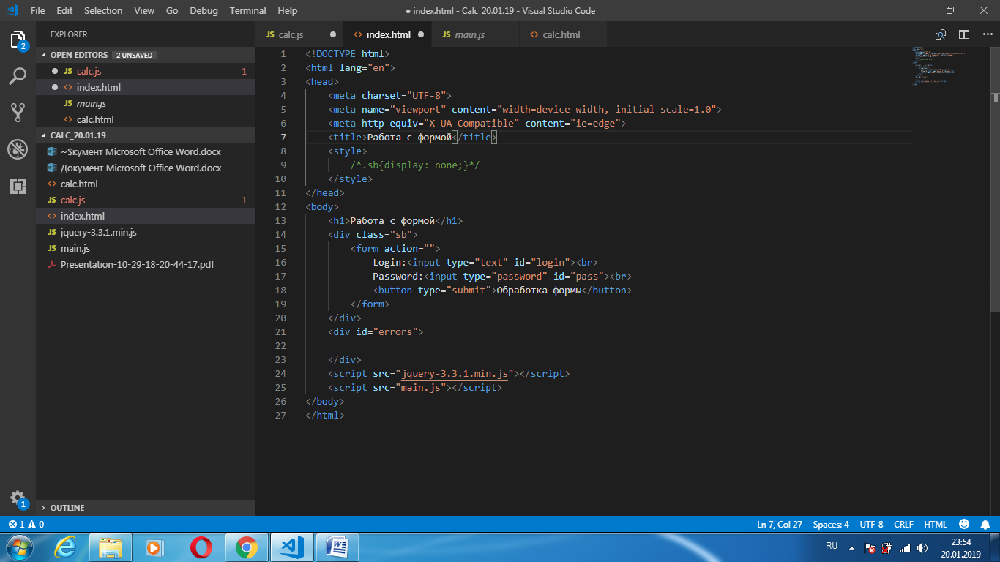 File Edit Selection View Go Debug Terminal Help
● index.html - Calc_20.01.19 - Visual Studio Code
2
EXPLORER
OPEN EDITORS 2 UNSAVED
JS calc.js 1
<> index.html
JS main.js
<> calc.html
CALC_20.01.19
~$кумент Microsoft Office Word.docx
Документ Microsoft Office Word.docx
<> calc.html
JS calc.js 1
<> index.html
JS jquery-3.3.1.min.js
JS main.js
Presentation-10-29-18-20-44-17.pdf
OUTLINE
1
JS calc.js ● <> index.html ● JS main.js <> calc.html
1 <!DOCTYPE html>
2 <html lang="en">
3 <head>
4     <meta charset="UTF-8">
5     <meta name="viewport" content="width=device-width, initial-scale=1.0">
6     <meta http-equiv="X-UA-Compatible" content="ie=edge">
7     <title>Работа с формой</title>
8     <style>
9         /*.sb{display: none;}*/
10     </style>
11 </head>
12 <body>
13     <h1>Работа с формой</h1>
14     <div class="sb">
15         <form action="">
16             Login:<input type="text" id="login"><br>
17             Password:<input type="password" id="pass"><br>
18             <button type="submit">Обработка формы</button>
19         </form>
20     </div>
21     <div id="errors">
22
23     </div>
24     <script src="jquery-3.3.1.min.js"></script>
25     <script src="main.js"></script>
26 </body>
27 </html>
1 0 Ln 7, Col 27 Spaces: 4 UTF-8 CRLF HTML
RU 23:54
20.01.2019